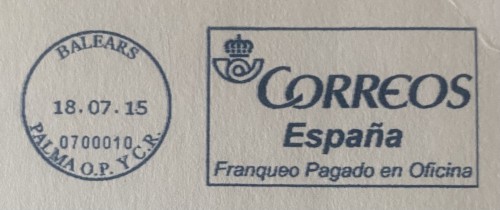 BALEARS
18.07.15
0700010
PALMA O.P. Y C.R.
CORREOS
España
Franqueo Pagado en Oficina